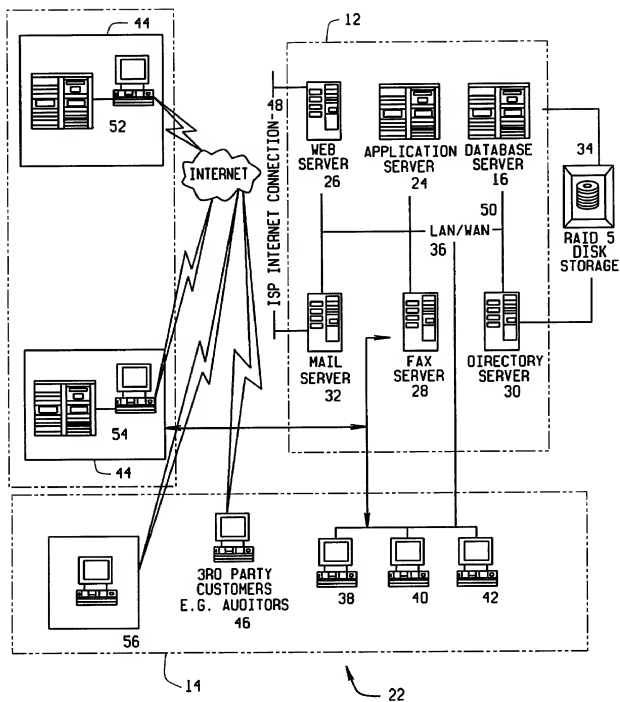 44
12
52
INTERNET
ISP INTERNET CONNECTION-48
WEB
SERVER
26
APPLICATION
SERVER
24
DATABASE
SERVER
16
34
RAID 5
DISK
STORAGE
50
LAN/WAN
36
MAIL
SERVER
32
FAX
SERVER
28
DIRECTORY
SERVER
30
54
44
56
3RD PARTY
CUSTOMERS
E.G. AUDITORS
46
38
40
42
14
22